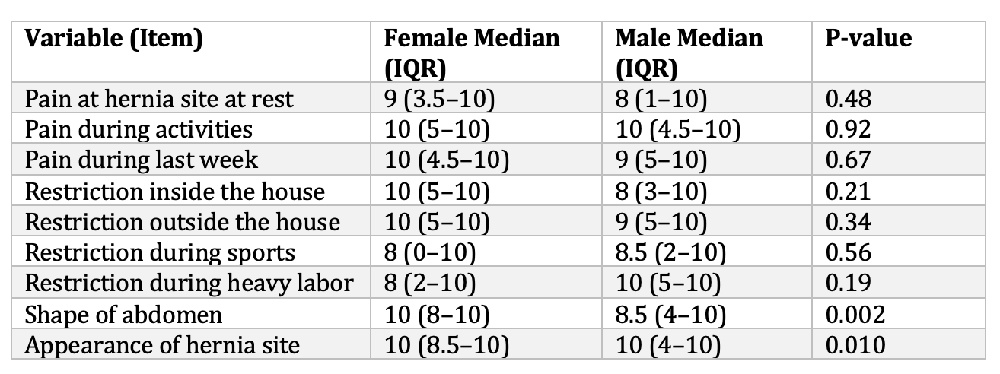 Variable (Item) Female Median (IQR) Male Median (IQR) P-value
Pain at hernia site at rest 9 (3.5–10) 8 (1–10) 0.48
Pain during activities 10 (5–10) 10 (4.5–10) 0.92
Pain during last week 10 (4.5–10) 9 (5–10) 0.67
Restriction inside the house 10 (5–10) 8 (3–10) 0.21
Restriction outside the house 10 (5–10) 9 (5–10) 0.34
Restriction during sports 8 (0–10) 8.5 (2–10) 0.56
Restriction during heavy labor 8 (2–10) 10 (5–10) 0.19
Shape of abdomen 10 (8–10) 8.5 (4–10) 0.002
Appearance of hernia site 10 (8.5–10) 10 (4–10) 0.010